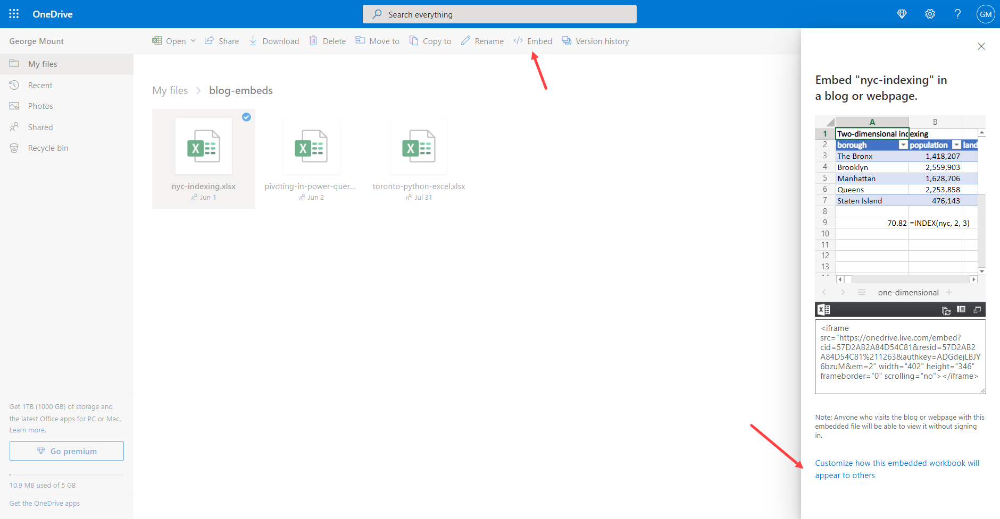 OneDrive
Search everything
GM
George Mount
Open
Share
Download
Delete
Move to
Copy to
Rename
</> Embed
Version history
My files
Recent
Photos
Shared
Recycle bin
My files > blog-embeds
nyc-indexing.xlsx
Jun 1
pivoting-in-power-quer...
Jun 2
toronto-python-excel.xlsx
Jul 31
Get 1TB (1000 GB) of storage and
the latest Office apps for PC or Mac.
Learn more.
Go premium
10.9 MB used of 5 GB
Get the OneDrive apps
Embed "nyc-indexing" in
a blog or webpage.
A B
1 Two-dimensional indexing
2 borough population land
3 The Bronx 1,418,207
4 Brooklyn 2,559,903
5 Manhattan 1,628,706
6 Queens 2,253,858
7 Staten Island 476,143
8
9 70.82 =INDEX(nyc, 2, 3)
10
11
12
13
one-dimensional
<iframe
src="https://onedrive.live.com/embed?
cid=57D2AB2A84D54C81&resid=57D2AB2
A84D54C81%211263&authkey=ADGdejLBJY
6bzuM&em=2" width="402" height="346"
frameborder="0" scrolling="no"></iframe>
Note: Anyone who visits the blog or webpage with this
embedded file will be able to view it without signing
in.
Customize how this embedded workbook will
appear to others